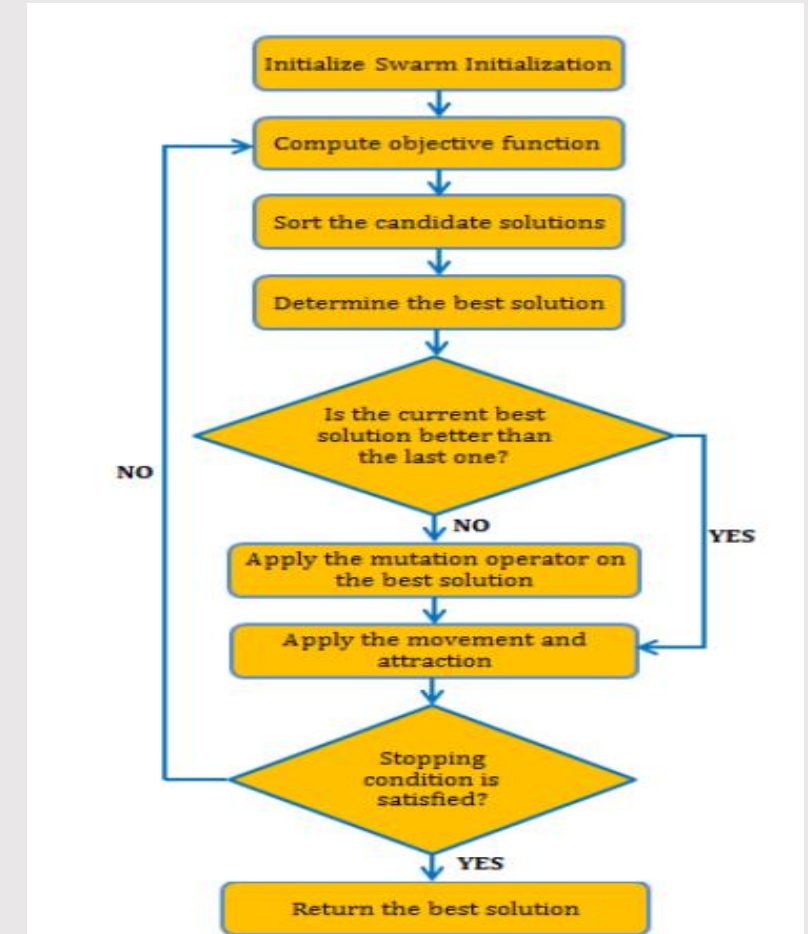 Initialize Swarm Initialization
Compute objective function
Sort the candidate solutions
Determine the best solution
Is the current best
solution better than
the last one?
NO
NO
YES
Apply the mutation operator on
the best solution
Apply the movement and
attraction
Stopping
condition is
satisfied?
YES
Return the best solution